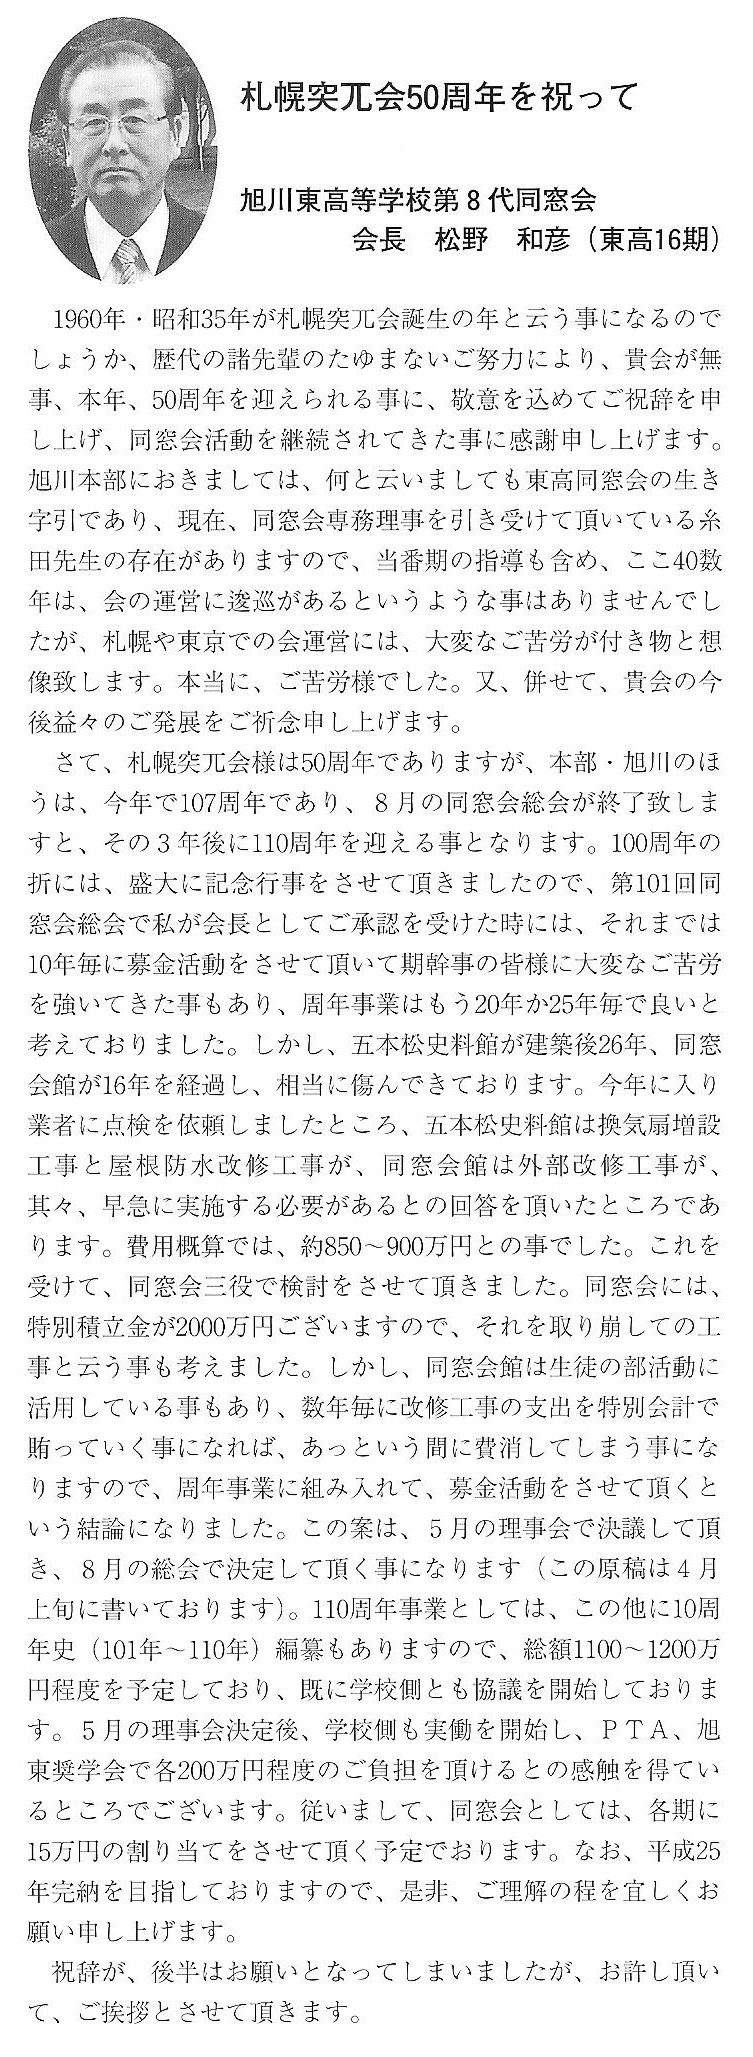 札幌突兀会50周年を祝って
旭川東高等学校第８代同窓会
会長　松野　和彦（東高16期）
　1960年・昭和35年が札幌突兀会誕生の年と云う事になるので
しょうか、歴代の諸先輩のたゆまないご努力により、貴会が無
事、本年、50周年を迎えられる事に、敬意を込めてご祝辞を申
し上げ、同窓会活動を継続されてきた事に感謝申し上げます。
旭川本部におきましては、何と云いましても東高同窓会の生き
字引であり、現在、同窓会専務理事を引き受けて頂いている糸
田先生の存在がありますので、当番期の指導も含め、ここ40数
年は、会の運営に逡巡があるというような事はありませんでし
たが、札幌や東京での会運営には、大変なご苦労が付き物と想
像致します。本当に、ご苦労様でした。又、併せて、貴会の今
後益々のご発展をご祈念申し上げます。
　さて、札幌突兀会様は50周年でありますが、本部・旭川のほ
うは、今年で107周年であり、８月の同窓会総会が終了致しま
すと、その３年後に110周年を迎える事となります。100周年の
折には、盛大に記念行事をさせて頂きましたので、第101回同
窓会総会で私が会長としてご承認を受けた時には、それまでは
10年毎に募金活動をさせて頂いて期幹事の皆様に大変なご苦労
を強いてきた事もあり、周年事業はもう20年か25年毎で良いと
考えておりました。しかし、五本松史料館が建築後26年、同窓
会館が16年を経過し、相当に傷んできております。今年に入り
業者に点検を依頼しましたところ、五本松史料館は換気扇増設
工事と屋根防水改修工事が、同窓会館は外部改修工事が、
其々、早急に実施する必要があるとの回答を頂いたところであ
ります。費用概算では、約850～900万円との事でした。これを
受けて、同窓会三役で検討をさせて頂きました。同窓会には、
特別積立金が2000万円ございますので、それを取り崩しての工
事と云う事も考えました。しかし、同窓会館は生徒の部活動に
活用している事もあり、数年毎に改修工事の支出を特別会計で
賄っていく事になれば、あっという間に費消してしまう事にな
りますので、周年事業に組み入れて、募金活動をさせて頂くと
いう結論になりました。この案は、５月の理事会で決議して頂
き、８月の総会で決定して頂く事になります（この原稿は４月
上旬に書いております）。110周年事業としては、この他に10周
年史（101年～110年）編纂もありますので、総額1100～1200万
円程度を予定しており、既に学校側とも協議を開始しておりま
す。５月の理事会決定後、学校側も実働を開始し、ＰＴＡ、旭
東奨学会で各200万円程度のご負担を頂けるとの感触を得てい
るところでございます。従いまして、同窓会としては、各期に
15万円の割り当てをさせて頂く予定でおります。なお、平成25
年完納を目指しておりますので、是非、ご理解の程を宜しくお
願い申し上げます。
　祝辞が、後半はお願いとなってしまいましたが、お許し頂い
て、ご挨拶とさせて頂きます。